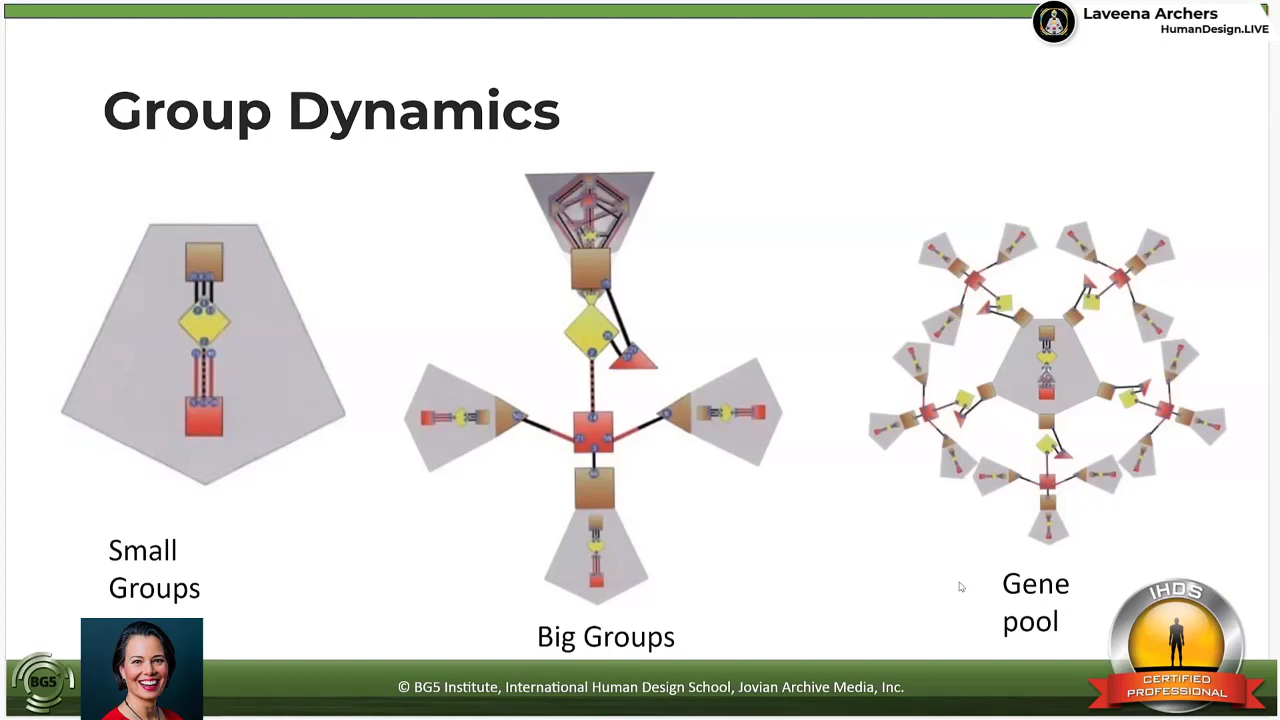 Laveena Archers
HumanDesign.LIVE
Group Dynamics
Small
Groups
Big Groups
Gene
pool
IHDS
CERTIFIED
PROFESSIONAL
BG5
© BG5 Institute, International Human Design School, Jovian Archive Media, Inc.